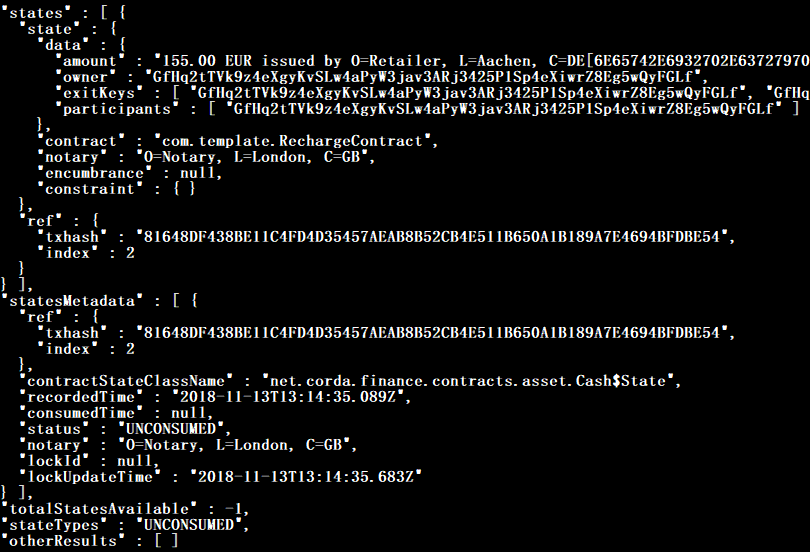 "states" : [ {
"state" : {
"data" : {
"amount" : "155.00 EUR issued by O=Retailer, L=Aachen, C=DE[6E65742E6932702E63727970
"owner" : "GfHq2tTVk9z4eXgyKvSLw4aPyW3jav3ARj3425P1Sp4eXiwrZ8Eg5wQyFGLf",
"exitKeys" : [ "GfHq2tTVk9z4eXgyKvSLw4aPyW3jav3ARj3425P1Sp4eXiwrZ8Eg5wQyFGLf", "GfHq
"participants" : [ "GfHq2tTVk9z4eXgyKvSLw4aPyW3jav3ARj3425P1Sp4eXiwrZ8Eg5wQyFGLf" ]
},
"contract" : "com.template.RechargeContract",
"notary" : "O=Notary, L=London, C=GB",
"encumbrance" : null,
"constraint" : { }
},
"ref" : {
"txhash" : "81648DF438BE11C4FD4D35457AEAB8B52CB4E511B650A1B189A7E4694BFDBE54",
"index" : 2
}
} ],
"statesMetadata" : [ {
"ref" : {
"txhash" : "81648DF438BE11C4FD4D35457AEAB8B52CB4E511B650A1B189A7E4694BFDBE54",
"index" : 2
},
"contractStateClassName" : "net.corda.finance.contracts.asset.Cash$State",
"recordedTime" : "2018-11-13T13:14:35.089Z",
"consumedTime" : null,
"status" : "UNCONSUMED",
"notary" : "O=Notary, L=London, C=GB",
"lockId" : null,
"lockUpdateTime" : "2018-11-13T13:14:35.683Z"
} ],
"totalStatesAvailable" : -1,
"stateTypes" : "UNCONSUMED",
"otherResults" : [ ]